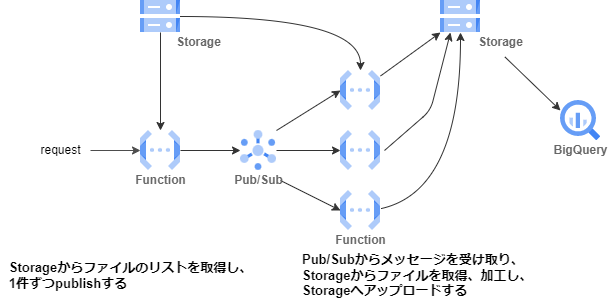 Storage
Storage
request
Function
Pub/Sub
BigQuery
Function
Storageからファイルのリストを取得し、
1件ずつpublishする
Pub/Subからメッセージを受け取り、
Storageからファイルを取得、加工し、
Storageへアップロードする